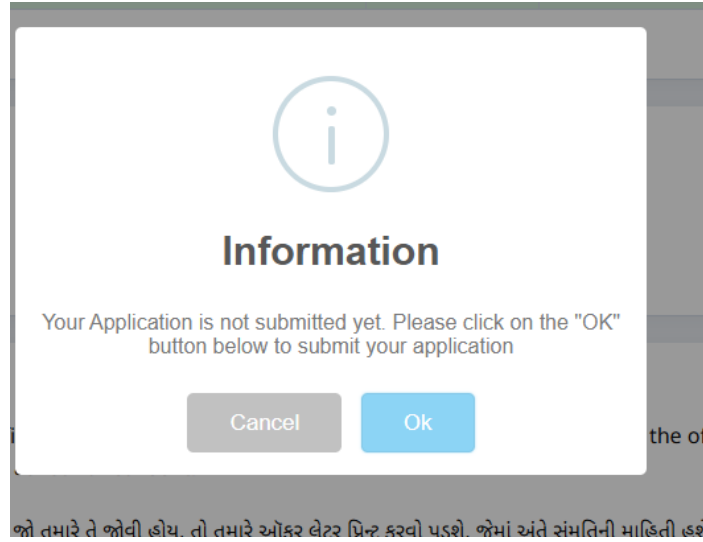 Information
Your Application is not submitted yet. Please click on the "OK"
button below to submit your application
Cancel
Ok
the of
જો તમારે તે જોવી હોય, તો તમારે ઑફર લેટર પ્રિન્ટ કરવો પડશે, જેમાં અંતે સંમતિની માહિતી હશે